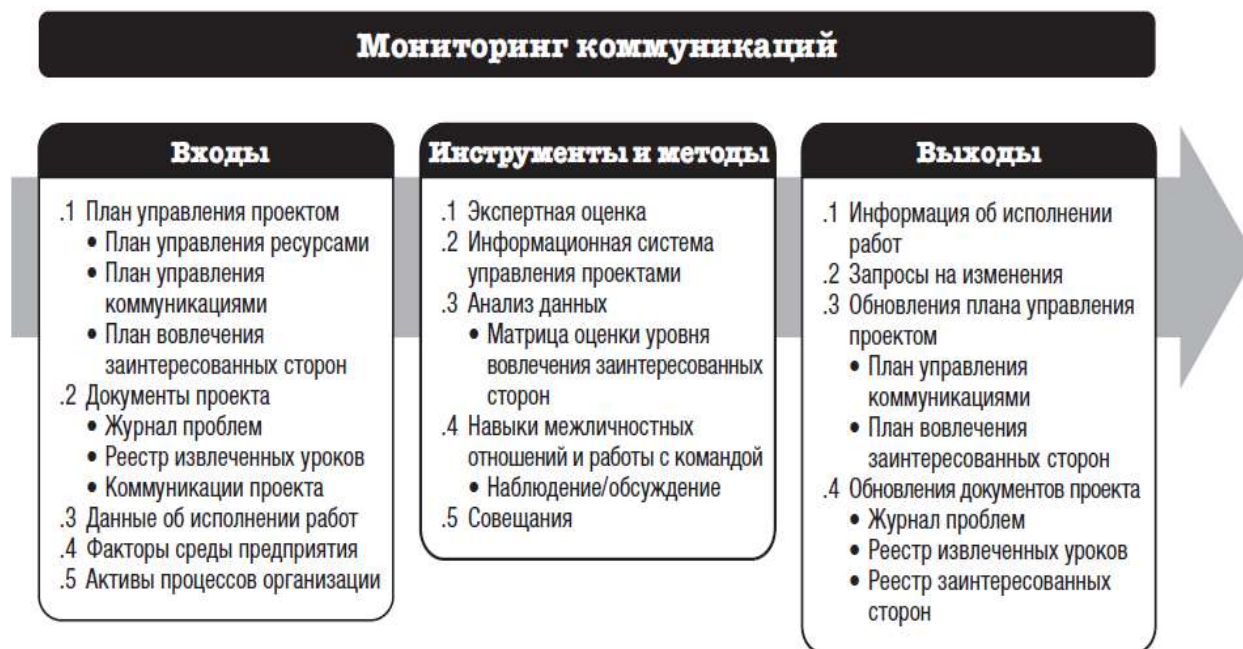 Мониторинг коммуникаций
Входы
.1 План управления проектом
• План управления ресурсами
• План управления
коммуникациями
• План вовлечения
заинтересованных сторон
.2 Документы проекта
• Журнал проблем
• Реестр извлеченных уроков
• Коммуникации проекта
.3 Данные об исполнении работ
.4 Факторы среды предприятия
.5 Активы процессов организации
Инструменты и методы
.1 Экспертная оценка
.2 Информационная система
управления проектами
.3 Анализ данных
• Матрица оценки уровня
вовлечения заинтересованных
сторон
.4 Навыки межличностных
отношений и работы с командой
• Наблюдение/обсуждение
.5 Совещания
Выходы
.1 Информация об исполнении
работ
.2 Запросы на изменения
.3 Обновления плана управления
проектом
• План управления
коммуникациями
• План вовлечения
заинтересованных сторон
.4 Обновления документов проекта
• Журнал проблем
• Реестр извлеченных уроков
• Реестр заинтересованных
сторон